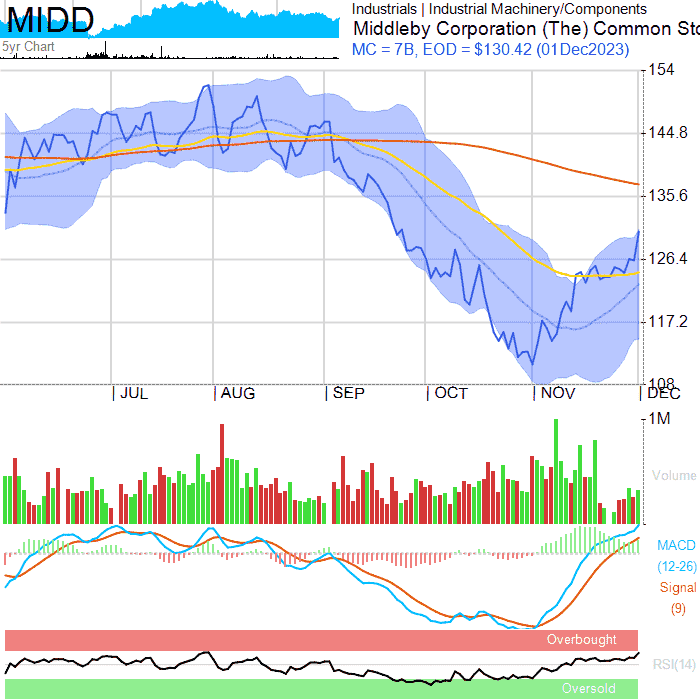 MIDD
5yr Chart
Industrials | Industrial Machinery/Components
Middleby Corporation (The) Common Sto
MC = 7B, EOD = $130.42 (01Dec2023)
154
144.8
135.6
126.4
117.2
108
JUL AUG SEP OCT NOV DEC
1M
Volume
MACD
(12-26)
Signal
(9)
Overbought
RSI(14)
Oversold